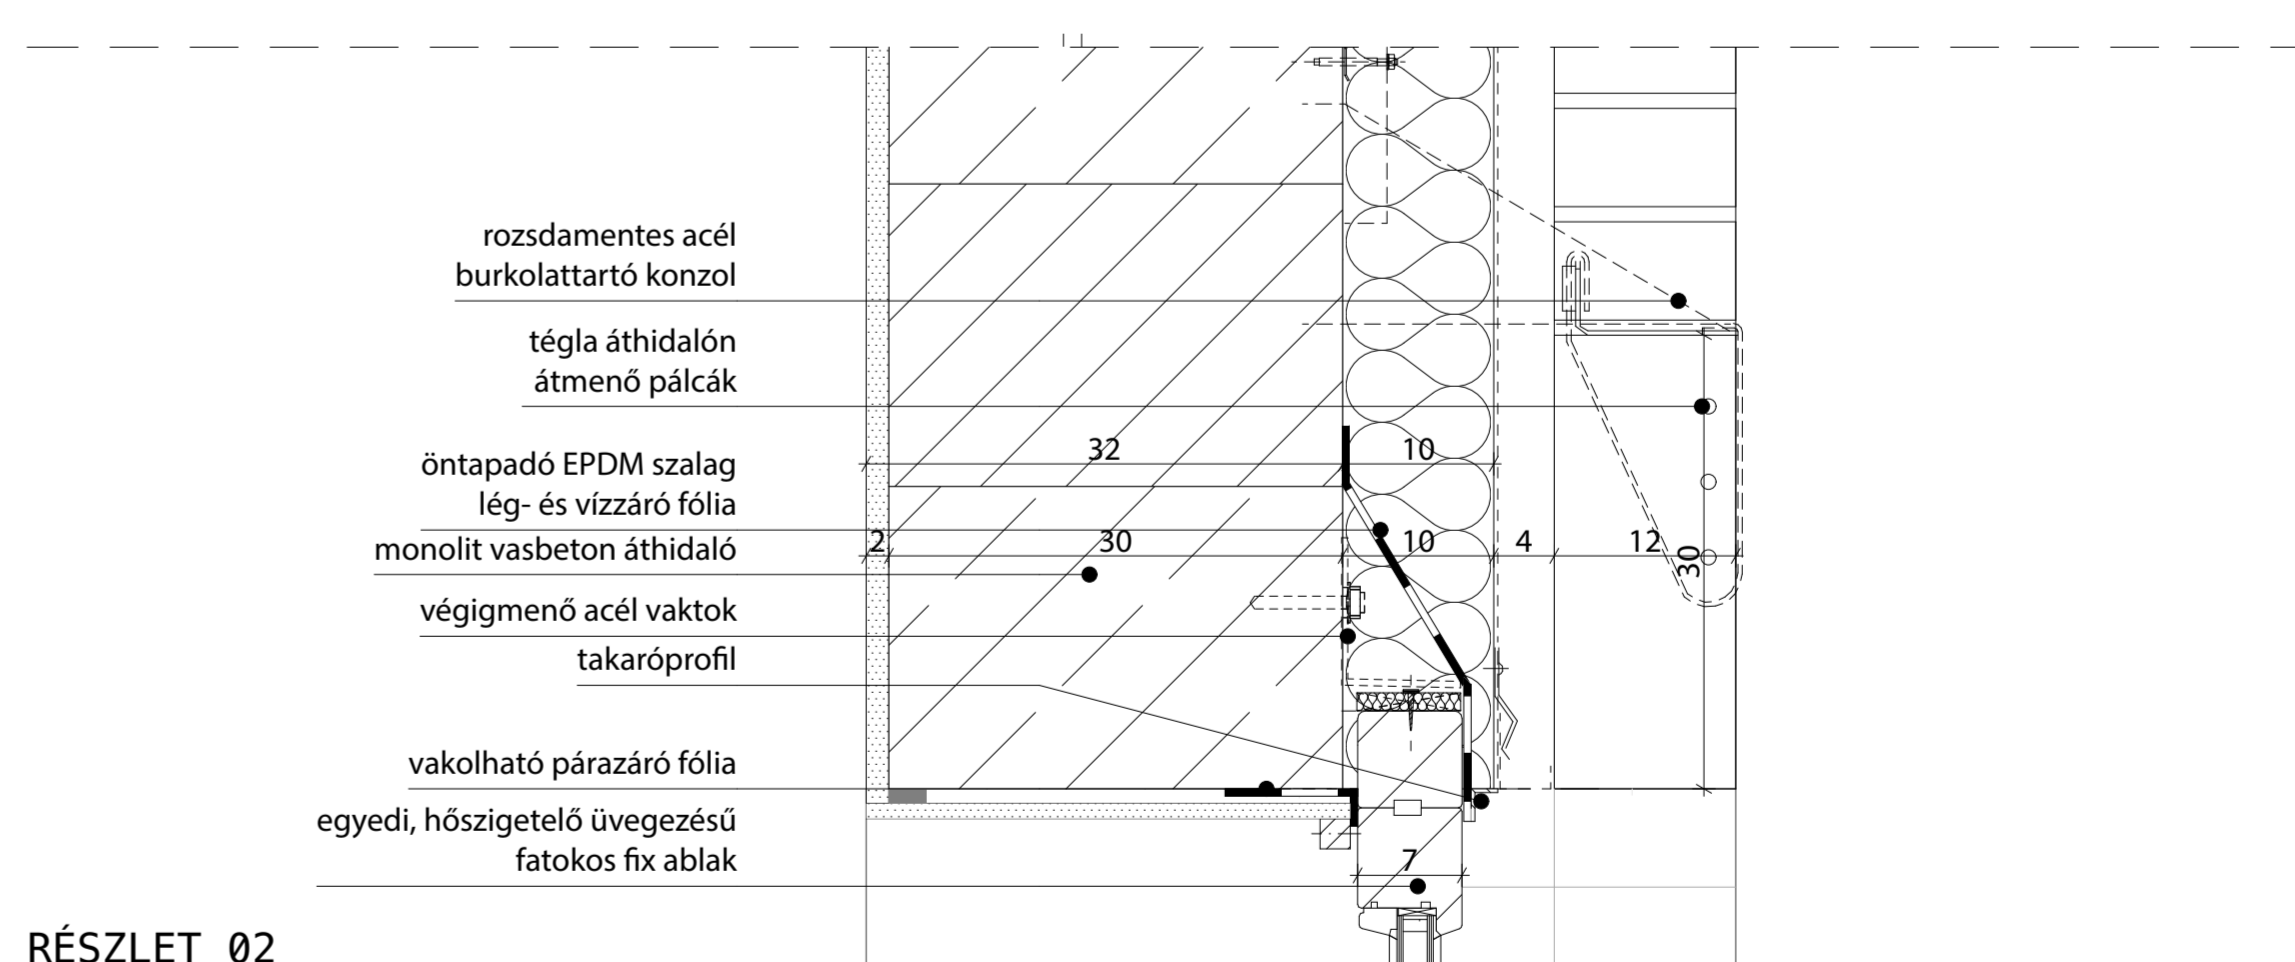 rozsdamentes acél
burkolattartó konzol
tégla áthidalón
átmenő pálcák
öntapadó EPDM szalag
lég- és vízzáró fólia
monolit vasbeton áthidaló
végigmenő acél vaktok
takaróprofil
vakolható párazáró fólia
egyedi, hőszigetelő üvegezésű
fatokos fix ablak
32 10
2 30 10 4 12
30
7
RÉSZLET 02